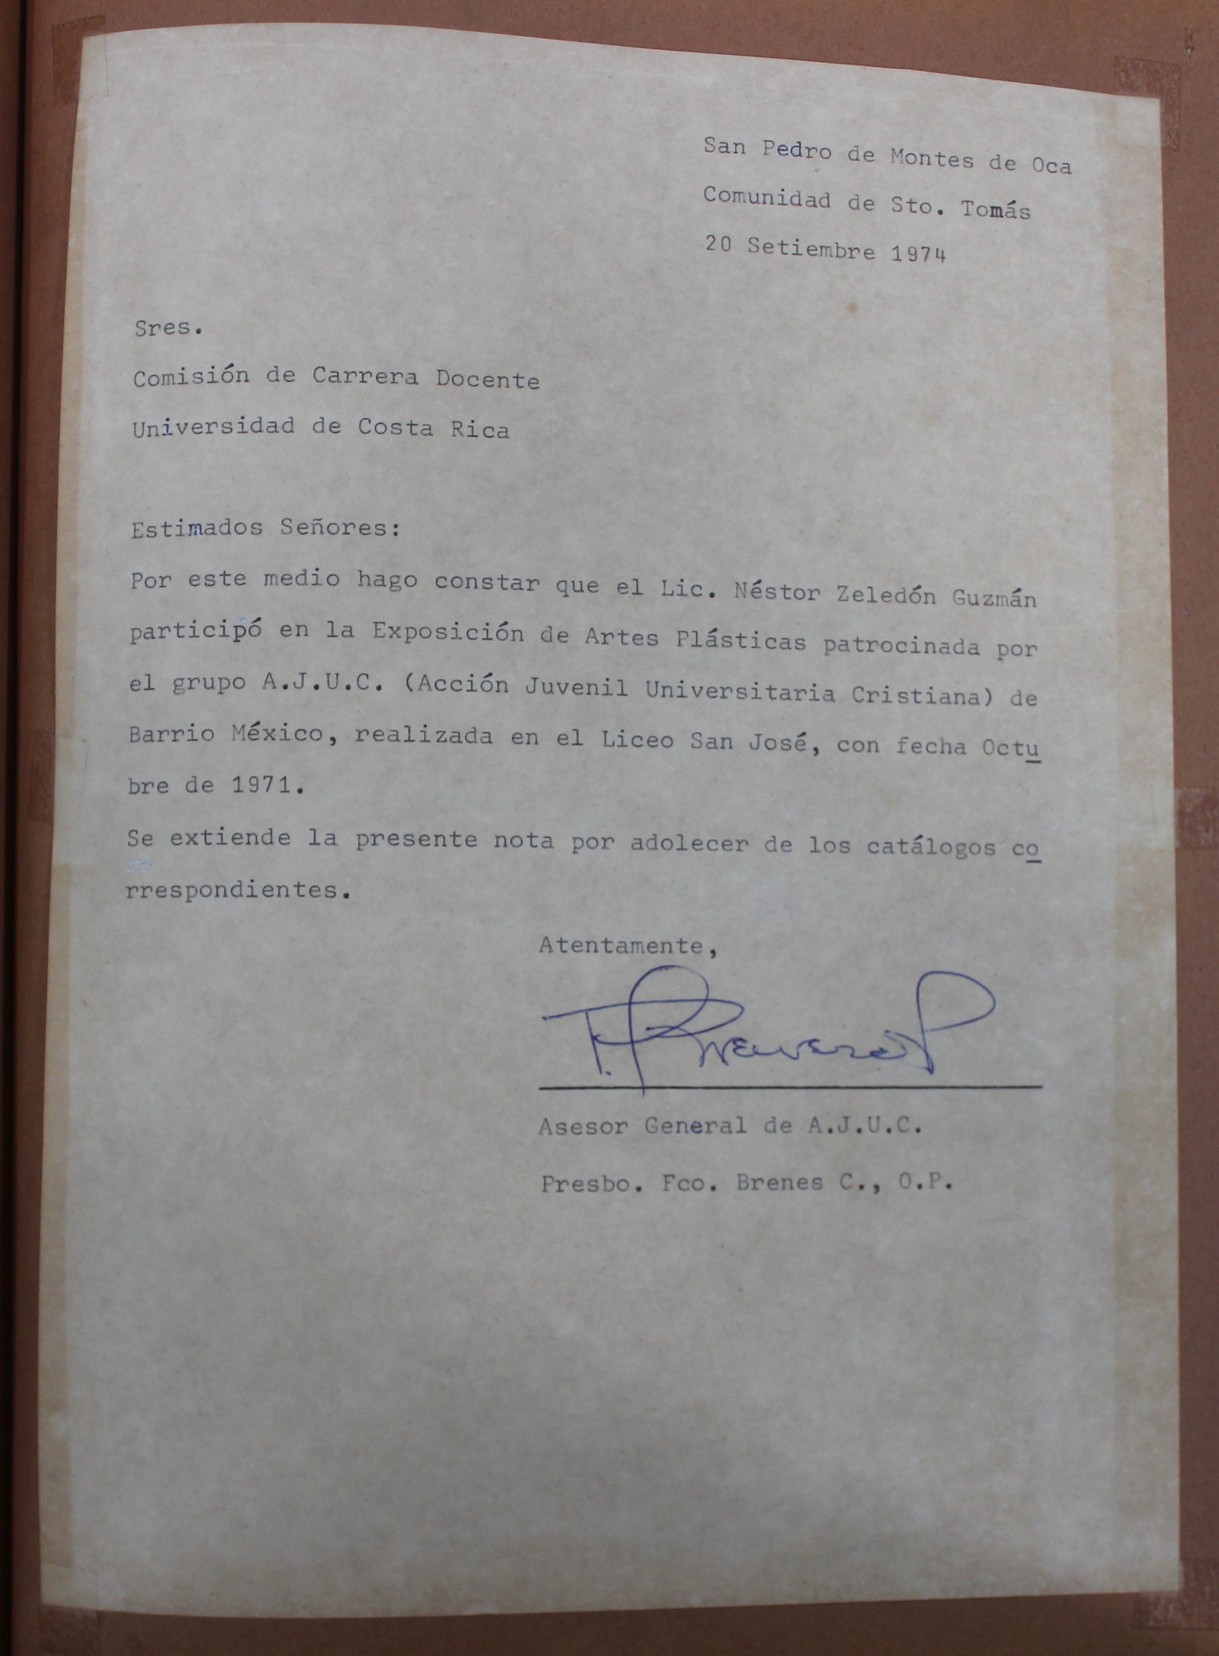 San Pedro de Montes de Oca
Comunidad de Sto. Tomás
20 Setiembre 1974
Sres.
Comisión de Carrera Docente
Universidad de Costa Rica
Estimados Señores:
Por este medio hago constar que el Lic. Néstor Zeledón Guzmán
participó en la Exposición de Artes Plásticas patrocinada por
el grupo A.J.U.C. (Acción Juvenil Universitaria Cristiana) de
Barrio México, realizada en el Liceo San José, con fecha Octu
bre de 1971.
Se extiende la presente nota por adolecer de los catálogos co
rrespondientes.
Atentamente,
Asesor General de A.J.U.C.
Presbo. Fco. Brenes C., O.P.